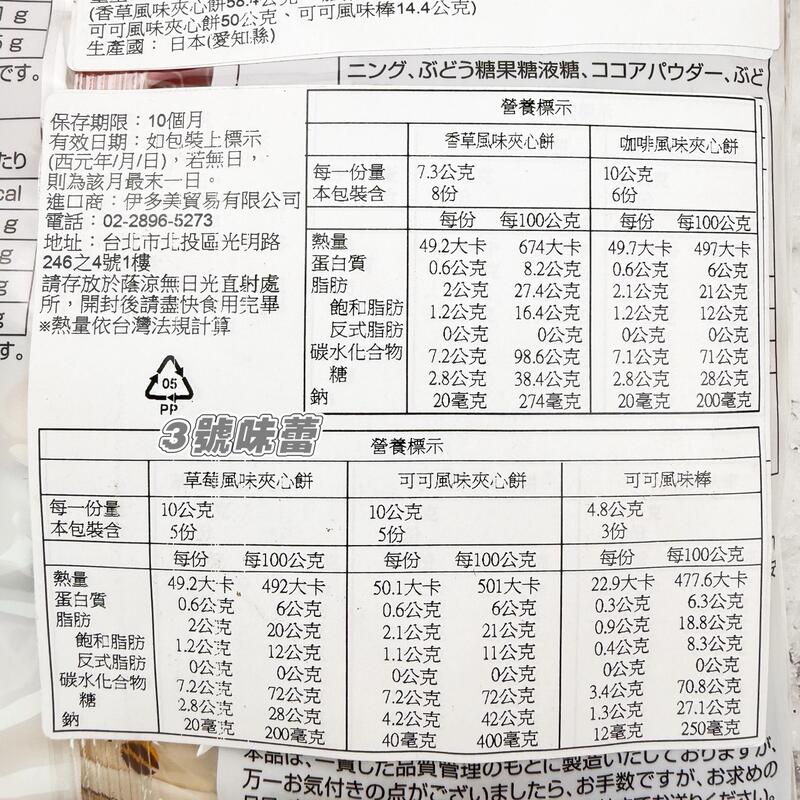 (香草風味夾心餅58.4公克、
可可風味夾心餅50公克、可可風味棒14.4公克)
生產國：日本(愛知縣)
ニング、ぶどう糖果糖液糖、ココアパウダー、ぶど
です。
たり
cal
g
g
g
g
す。
保存期限：10個月
有效日期：如包裝上標示
(西元年/月/日)，若無日，
則為該月最末一日。
進口商：伊多美貿易有限公司
電話：02-2896-5273
地址：台北市北投區光明路
246之4號1樓
請存放於蔭涼無日光直射處
所，開封後請盡快食用完畢
※熱量依台灣法規計算
05
PP
營養標示
香草風味夾心餅 咖啡風味夾心餅
每一份量 7.3公克 10公克
本包裝含 8份 6份
每份 每100公克 每份 每100公克
熱量 49.2大卡 674大卡 49.7大卡 497大卡
蛋白質 0.6公克 8.2公克 0.6公克 6公克
脂肪 2公克 27.4公克 2.1公克 21公克
飽和脂肪 1.2公克 16.4公克 1.2公克 12公克
反式脂肪 0公克 0公克 0公克 0公克
碳水化合物 7.2公克 98.6公克 7.1公克 71公克
糖 2.8公克 38.4公克 2.8公克 28公克
鈉 20毫克 274毫克 20毫克 200毫克
3號味蕾
營養標示
草莓風味夾心餅 可可風味夾心餅 可可風味棒
每一份量 10公克 10公克 4.8公克
本包裝含 5份 5份 3份
每份 每100公克 每份 每100公克 每份 每100公克
熱量 49.2大卡 492大卡 50.1大卡 501大卡 22.9大卡 477.6大卡
蛋白質 0.6公克 6公克 0.6公克 6公克 0.3公克 6.3公克
脂肪 2公克 20公克 2.1公克 21公克 0.9公克 18.8公克
飽和脂肪 1.2公克 12公克 1.1公克 11公克 0.4公克 8.3公克
反式脂肪 0公克 0公克 0公克 0公克 0公克 0公克
碳水化合物 7.2公克 72公克 7.2公克 72公克 3.4公克 70.8公克
糖 2.8公克 28公克 4.2公克 42公克 1.3公克 27.1公克
鈉 20毫克 200毫克 40毫克 400毫克 12毫克 250毫克
本品は、一貫した品質管理のもとに製造いたしておりますが、
万一お気付きの点がございましたら、お手数ですが、お求めの